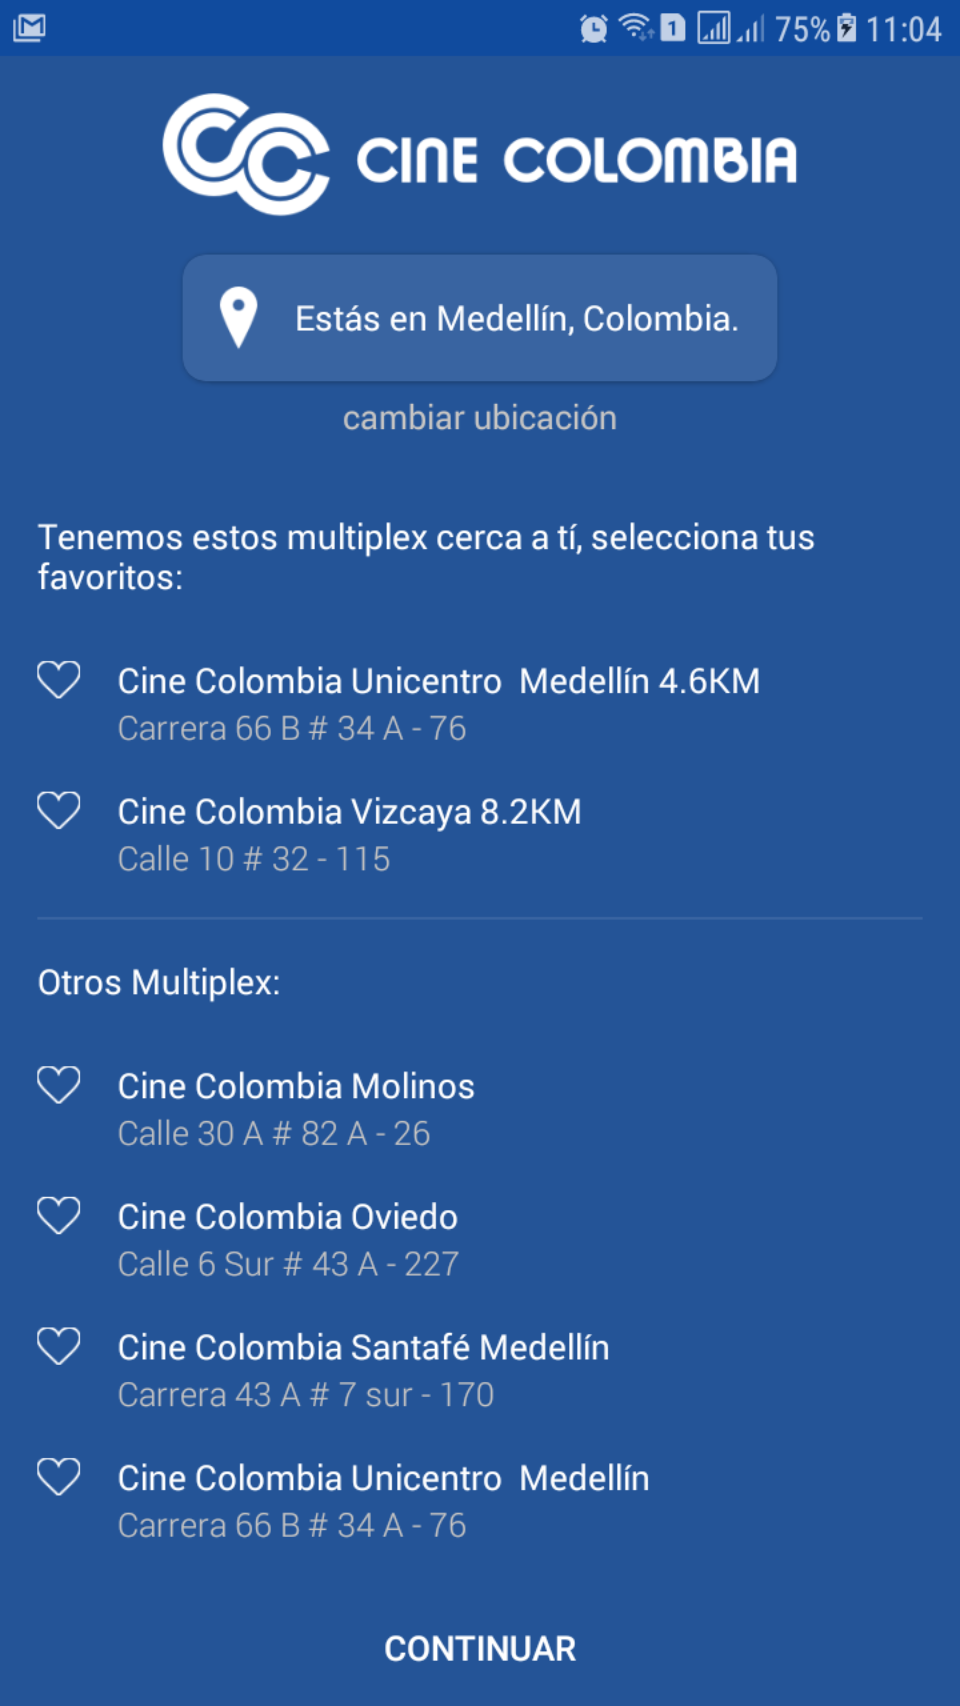 1 75% 11:04
CINE COLOMBIA
Estás en Medellín, Colombia.
cambiar ubicación
Tenemos estos multiplex cerca a tí, selecciona tus
favoritos:
Cine Colombia Unicentro  Medellín 4.6KM
Carrera 66 B # 34 A - 76
Cine Colombia Vizcaya 8.2KM
Calle 10 # 32 - 115
Otros Multiplex:
Cine Colombia Molinos
Calle 30 A # 82 A - 26
Cine Colombia Oviedo
Calle 6 Sur # 43 A - 227
Cine Colombia Santafé Medellín
Carrera 43 A # 7 sur - 170
Cine Colombia Unicentro  Medellín
Carrera 66 B # 34 A - 76
CONTINUAR